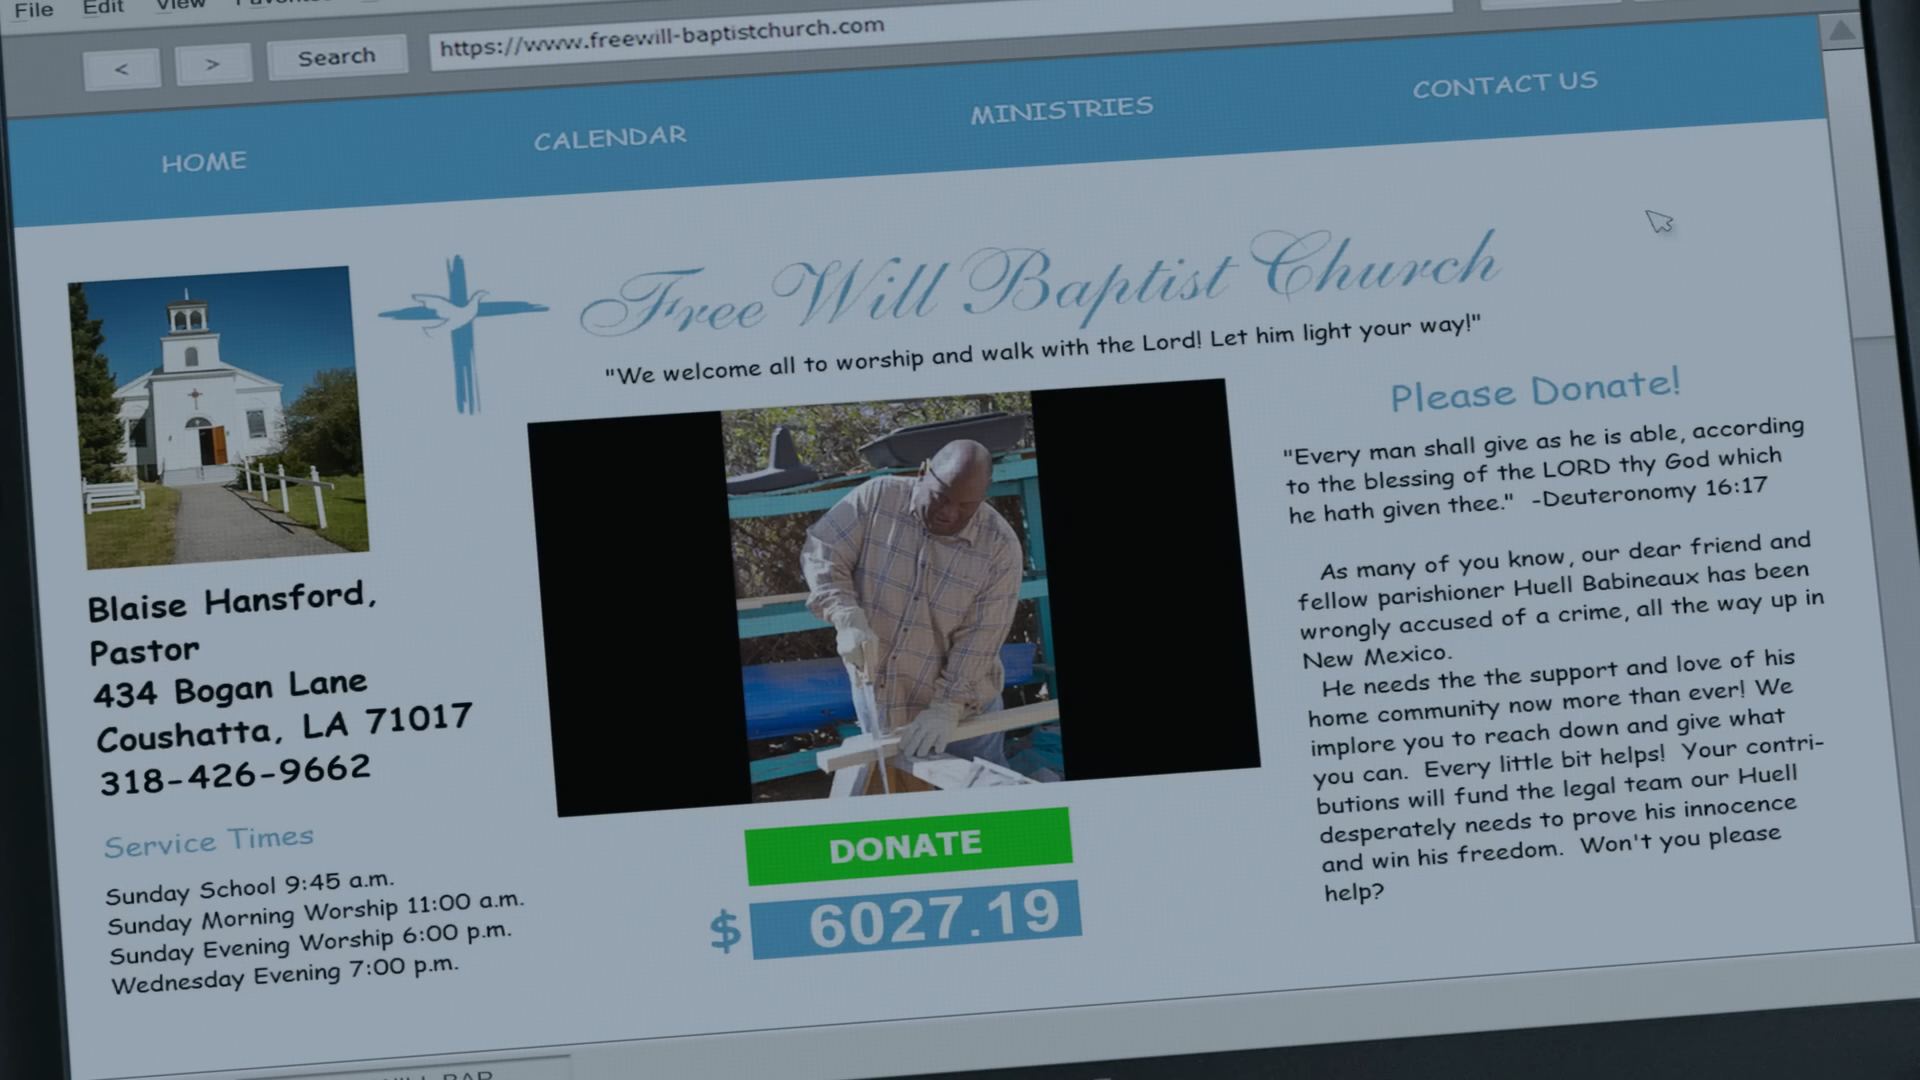 File Edit View
< > Search https://www.freewill-baptistchurch.com
HOME CALENDAR MINISTRIES CONTACT US
Free Will Baptist Church
"We welcome all to worship and walk with the Lord! Let him light your way!"
Blaise Hansford,
Pastor
434 Bogan Lane
Coushatta, LA 71017
318-426-9662
Service Times
Sunday School 9:45 a.m.
Sunday Morning Worship 11:00 a.m.
Sunday Evening Worship 6:00 p.m.
Wednesday Evening 7:00 p.m.
DONATE
$ 6027.19
Please Donate!
"Every man shall give as he is able, according
to the blessing of the LORD thy God which
he hath given thee." -Deuteronomy 16:17
As many of you know, our dear friend and
fellow parishioner Huell Babineaux has been
wrongly accused of a crime, all the way up in
New Mexico.
He needs the the support and love of his
home community now more than ever! We
implore you to reach down and give what
you can. Every little bit helps! Your contri-
butions will fund the legal team our Huell
desperately needs to prove his innocence
and win his freedom. Won't you please
help?